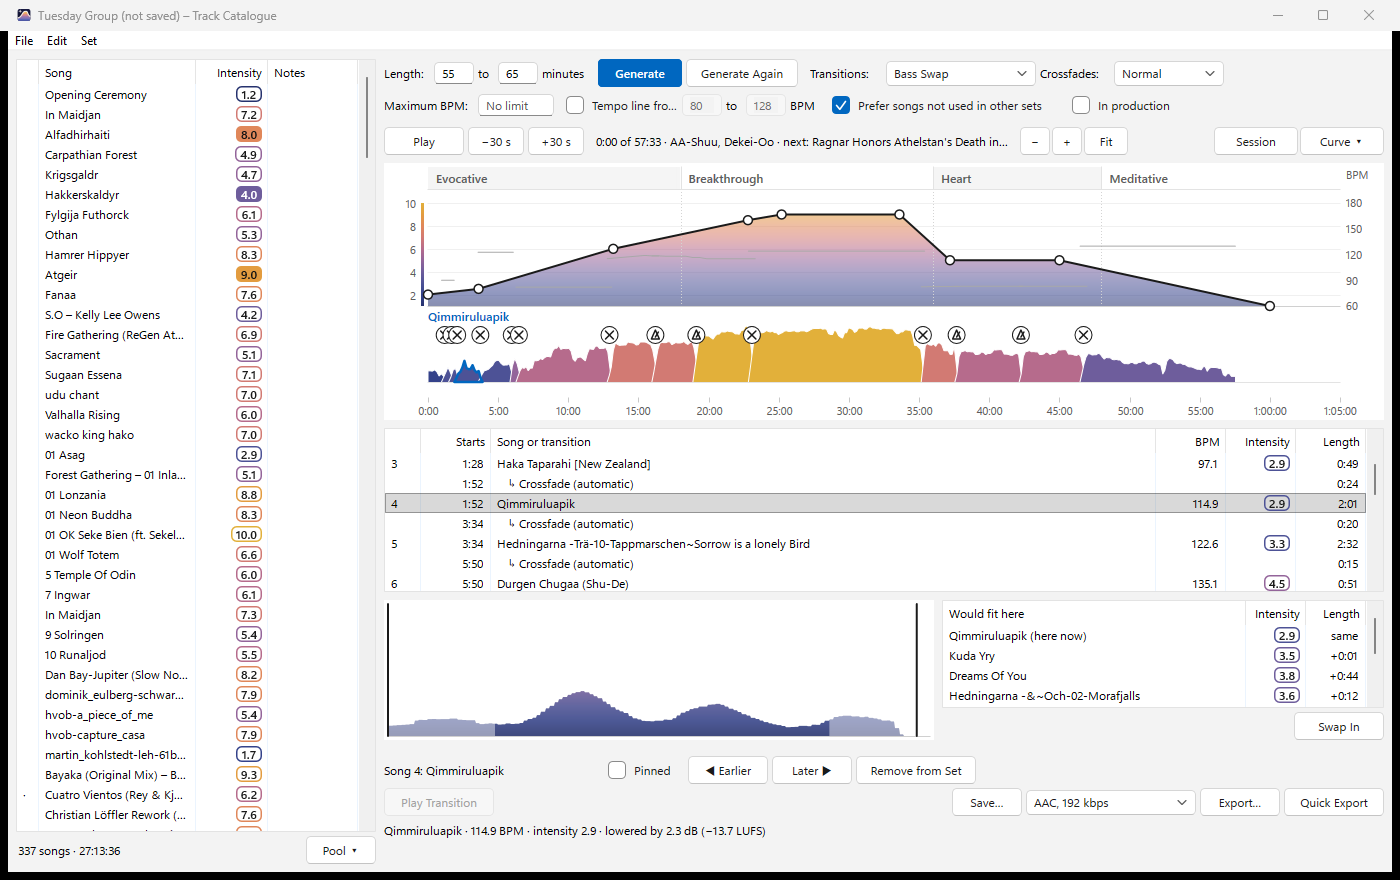 Tuesday Group (not saved) – Track Catalogue
File Edit Set
Song Intensity Notes
Opening Ceremony 1.2
In Maidjan 7.2
Alfadhirhaiti 8.0
Carpathian Forest 4.9
Krigsgaldr 4.7
Hakkerskaldyr 4.0
Fylgija Futhorck 6.1
Othan 5.3
Hamrer Hippyer 8.3
Atgeir 9.0
Fanaa 7.6
S.O – Kelly Lee Owens 4.2
Fire Gathering (ReGen At... 6.9
Sacrament 5.1
Sugaan Essena 7.1
udu chant 7.0
Valhalla Rising 6.0
wacko king hako 7.0
01 Asag 2.9
Forest Gathering – 01 Inla... 5.1
01 Lonzania 8.8
01 Neon Buddha 8.3
01 OK Seke Bien (ft. Sekel... 10.0
01 Wolf Totem 6.6
5 Temple Of Odin 6.0
7 Ingwar 6.1
In Maidjan 7.3
9 Solringen 5.4
10 Runaljod 5.5
Dan Bay-Jupiter (Slow No... 8.2
dominik_eulberg-schwar... 7.9
hvob-a_piece_of_me 5.4
hvob-capture_casa 7.9
martin_kohlstedt-leh-61b... 1.7
Bayaka (Original Mix) – B... 9.3
Cuatro Vientos (Rey & Kj... 6.2
Christian Löffler Rework (... 7.6
337 songs · 27:13:36 Pool
Length: 55 to 65 minutes Generate Generate Again Transitions: Bass Swap Crossfades: Normal
Maximum BPM: No limit Tempo line fro... 80 to 128 BPM Prefer songs not used in other sets In production
Play −30 s +30 s 0:00 of 57:33 · AA-Shuu, Dekei-Oo · next: Ragnar Honors Athelstan's Death in... − + Fit Session Curve
Evocative Breakthrough Heart Meditative BPM
10 180
8 150
6 120
4 90
2 60
Qimmiruluapik
0:00 5:00 10:00 15:00 20:00 25:00 30:00 35:00 40:00 45:00 50:00 55:00 1:00:00 1:05:00
Starts Song or transition BPM Intensity Length
3 1:28 Haka Taparahi [New Zealand] 97.1 2.9 0:49
1:52 ↳ Crossfade (automatic) 0:24
4 1:52 Qimmiruluapik 114.9 2.9 2:01
3:34 ↳ Crossfade (automatic) 0:20
5 3:34 Hedningarna -Trä-10-Tappmarschen~Sorrow is a lonely Bird 122.6 3.3 2:32
5:50 ↳ Crossfade (automatic) 0:15
6 5:50 Durgen Chugaa (Shu-De) 135.1 4.5 0:51
Would fit here Intensity Length
Qimmiruluapik (here now) 2.9 same
Kuda Yry 3.5 +0:01
Dreams Of You 3.8 +0:44
Hedningarna -&~Och-02-Morafjalls 3.6 +0:12
Swap In
Song 4: Qimmiruluapik Pinned Earlier Later Remove from Set
Play Transition Save... AAC, 192 kbps Export... Quick Export
Qimmiruluapik · 114.9 BPM · intensity 2.9 · lowered by 2.3 dB (−13.7 LUFS)